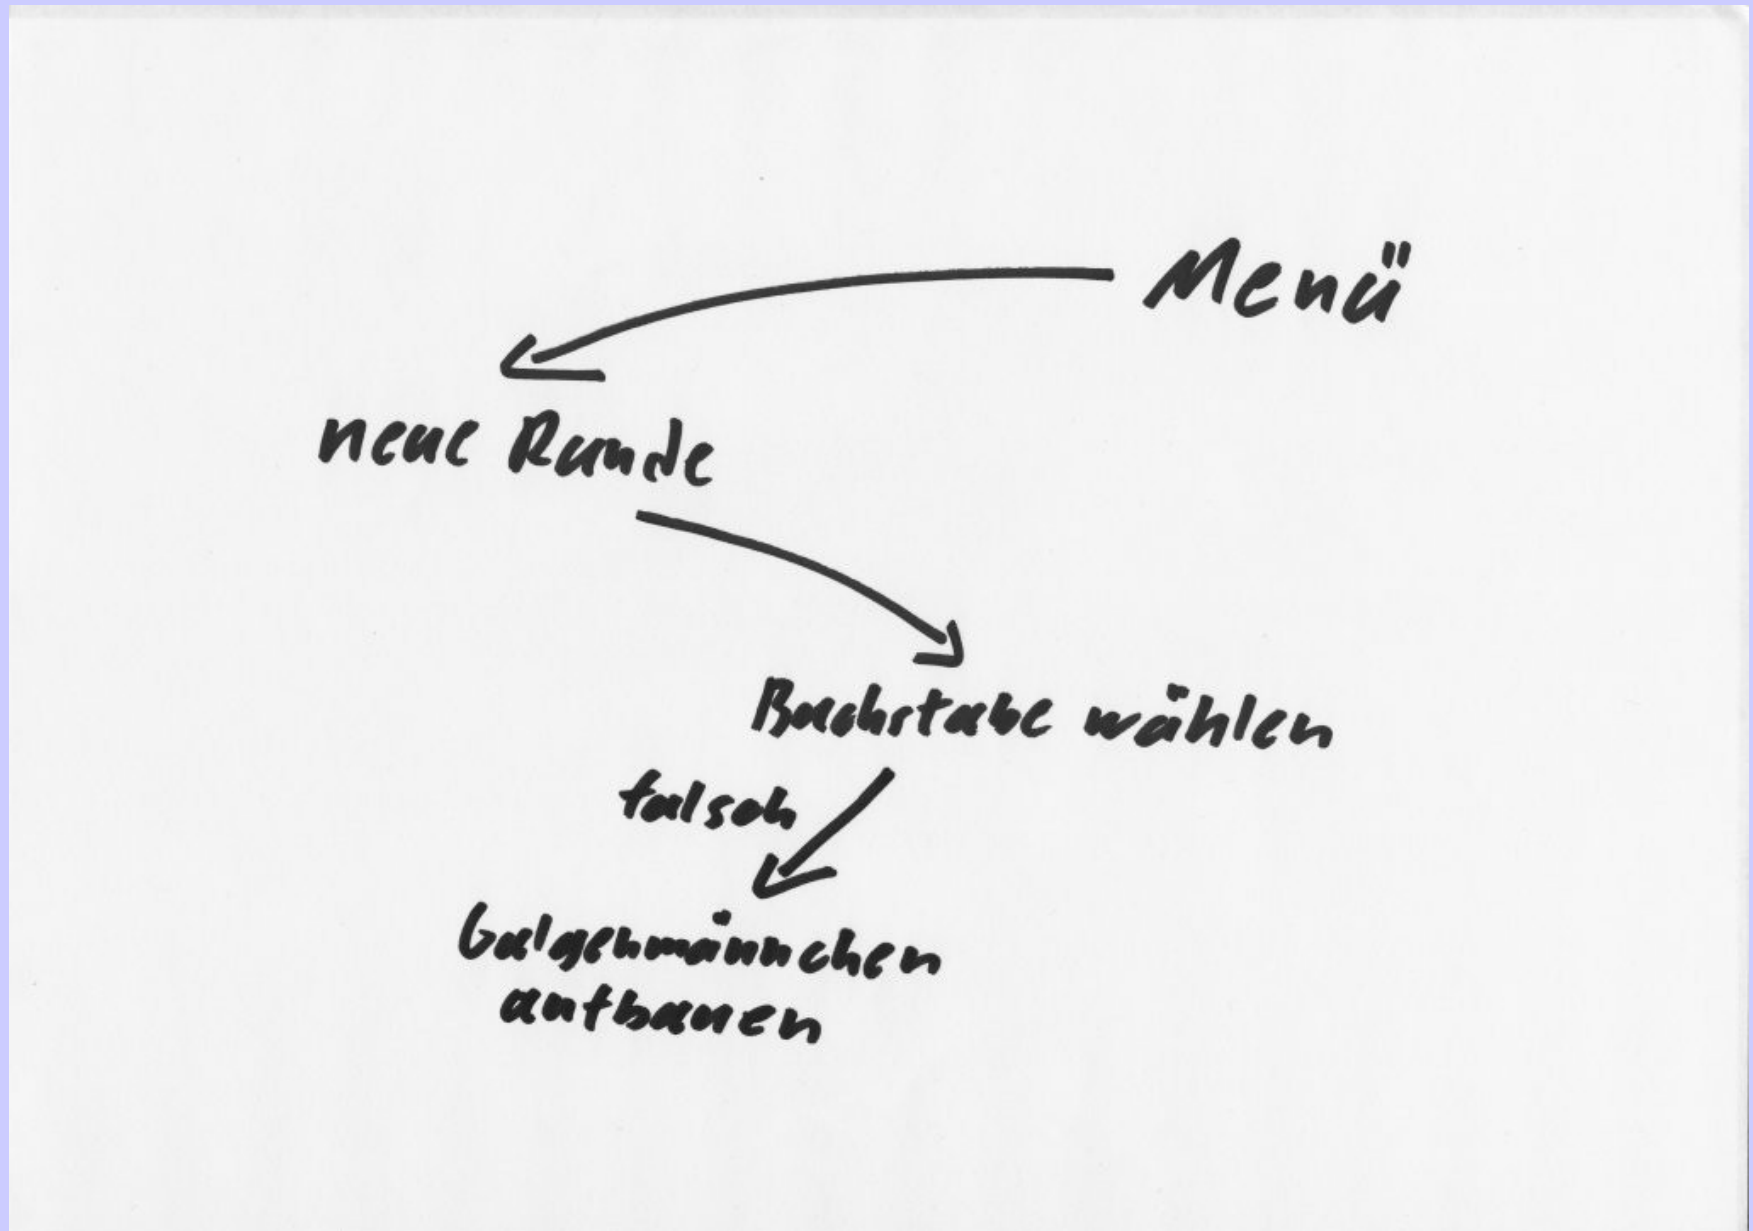 Menü
neue Runde
Buchstabe wählen
falsch
Galgenmännchen
aufbauen